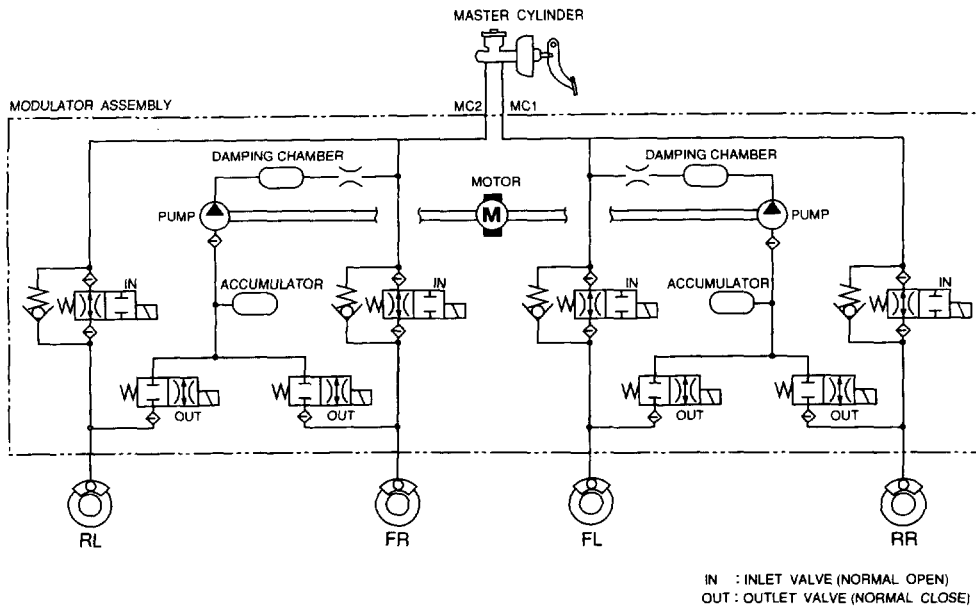 MASTER CYLINDER
MODULATOR ASSEMBLY
MC2 MC1
DAMPING CHAMBER
DAMPING CHAMBER
MOTOR
PUMP
M
PUMP
ACCUMULATOR
ACCUMULATOR
IN
IN
IN
IN
OUT
OUT
OUT
OUT
RL
FR
FL
RR
IN : INLET VALVE (NORMAL OPEN)
OUT : OUTLET VALVE (NORMAL CLOSE)